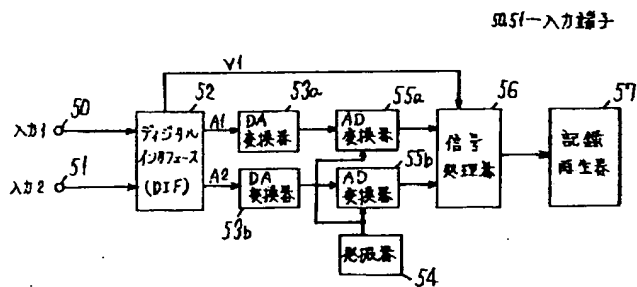 50,51—入力端子
V1
50
52
53a
55a
56
57
入力1
ディジタル
インタフェース
(DIF)
A1
DA
変換器
AD
変換器
信号
処理器
記録
再生器
51
入力2
A2
DA
変換器
AD
変換器
55b
53b
発振器
54